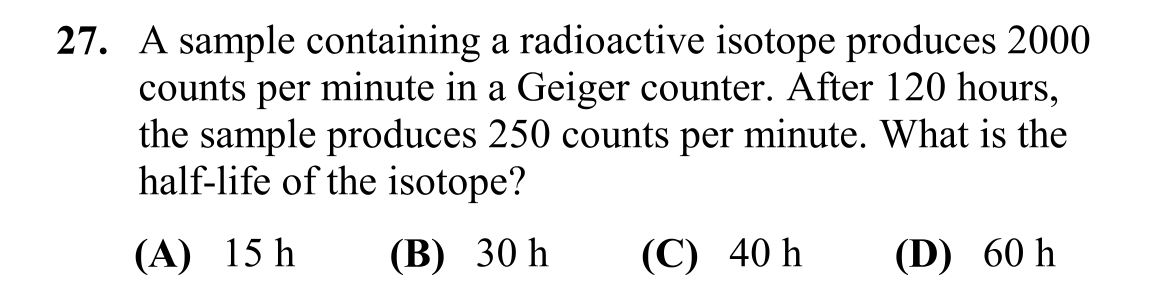 27. A sample containing a radioactive isotope produces 2000
counts per minute in a Geiger counter. After 120 hours,
the sample produces 250 counts per minute. What is the
half-life of the isotope?
(A) 15 h (B) 30 h (C) 40 h (D) 60 h